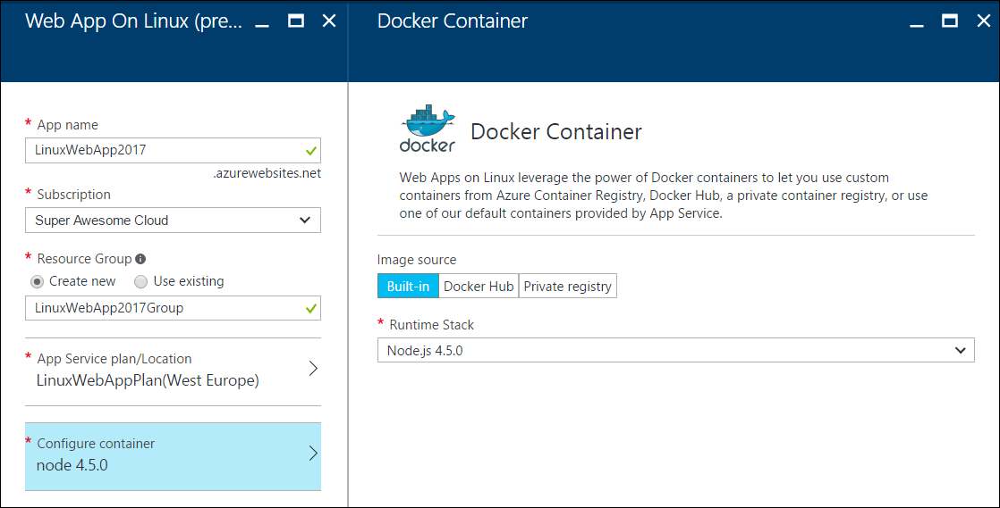 Web App On Linux (pre...
* App name
LinuxWebApp2017
.azurewebsites.net
* Subscription
Super Awesome Cloud
* Resource Group
Create new Use existing
LinuxWebApp2017Group
* App Service plan/Location
LinuxWebAppPlan(West Europe)
* Configure container
node 4.5.0
Docker Container
docker
Docker Container
Web Apps on Linux leverage the power of Docker containers to let you use custom
containers from Azure Container Registry, Docker Hub, a private container registry, or use
one of our default containers provided by App Service.
Image source
Built-in Docker Hub Private registry
* Runtime Stack
Node.js 4.5.0